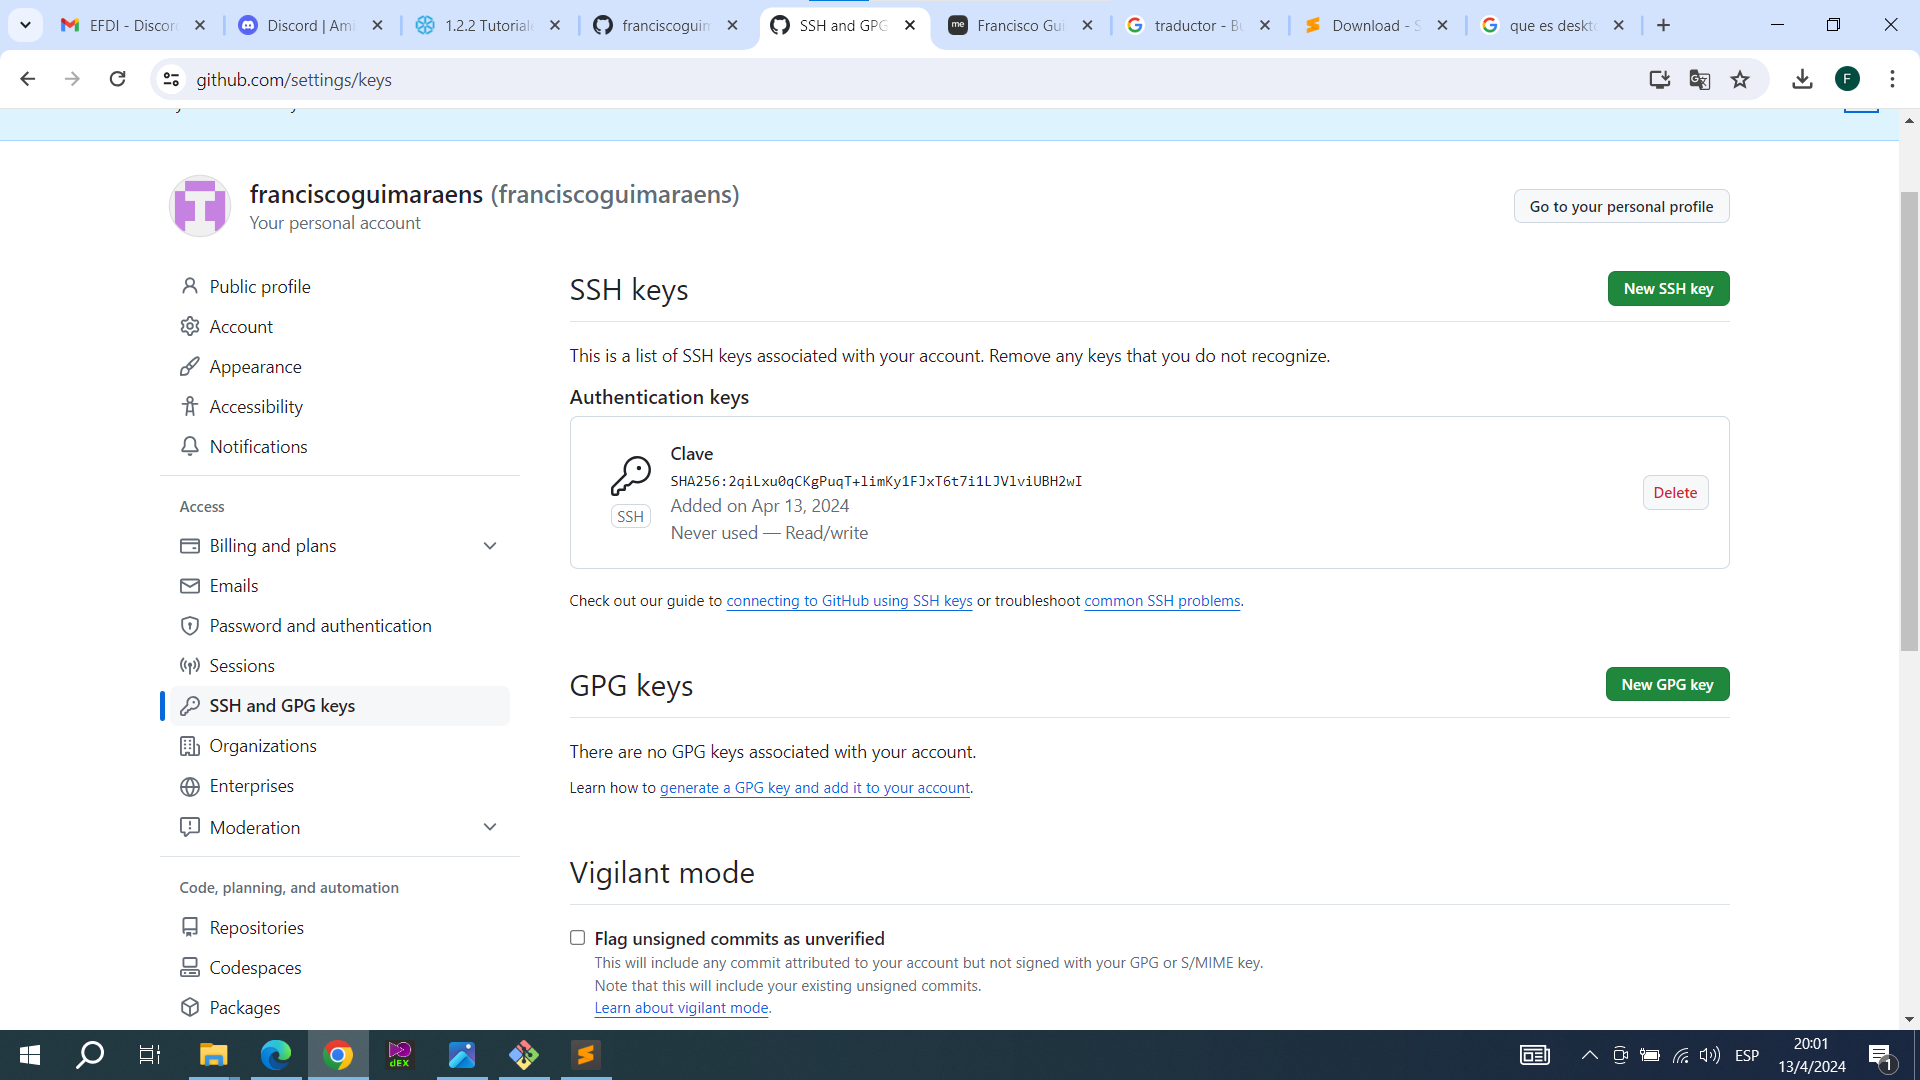 EFDI - Discor
Discord | Ami
1.2.2 Tutoriale
franciscoguim
SSH and GPG
Francisco Gui
traductor - Bu
Download - S
que es deskto
github.com/settings/keys
F
franciscoguimaraens (franciscoguimaraens)
Your personal account
Go to your personal profile
Public profile
Account
Appearance
Accessibility
Notifications
Access
Billing and plans
Emails
Password and authentication
Sessions
SSH and GPG keys
Organizations
Enterprises
Moderation
Code, planning, and automation
Repositories
Codespaces
Packages
SSH keys
New SSH key
This is a list of SSH keys associated with your account. Remove any keys that you do not recognize.
Authentication keys
Clave
SHA256:2qiLxu0qCKgPuqT+limKy1FJxT6t7i1LJVlviUBH2wI
Added on Apr 13, 2024
Never used — Read/write
SSH
Delete
Check out our guide to connecting to GitHub using SSH keys or troubleshoot common SSH problems.
GPG keys
New GPG key
There are no GPG keys associated with your account.
Learn how to generate a GPG key and add it to your account.
Vigilant mode
Flag unsigned commits as unverified
This will include any commit attributed to your account but not signed with your GPG or S/MIME key.
Note that this will include your existing unsigned commits.
Learn about vigilant mode.
ESP
20:01
13/4/2024
1